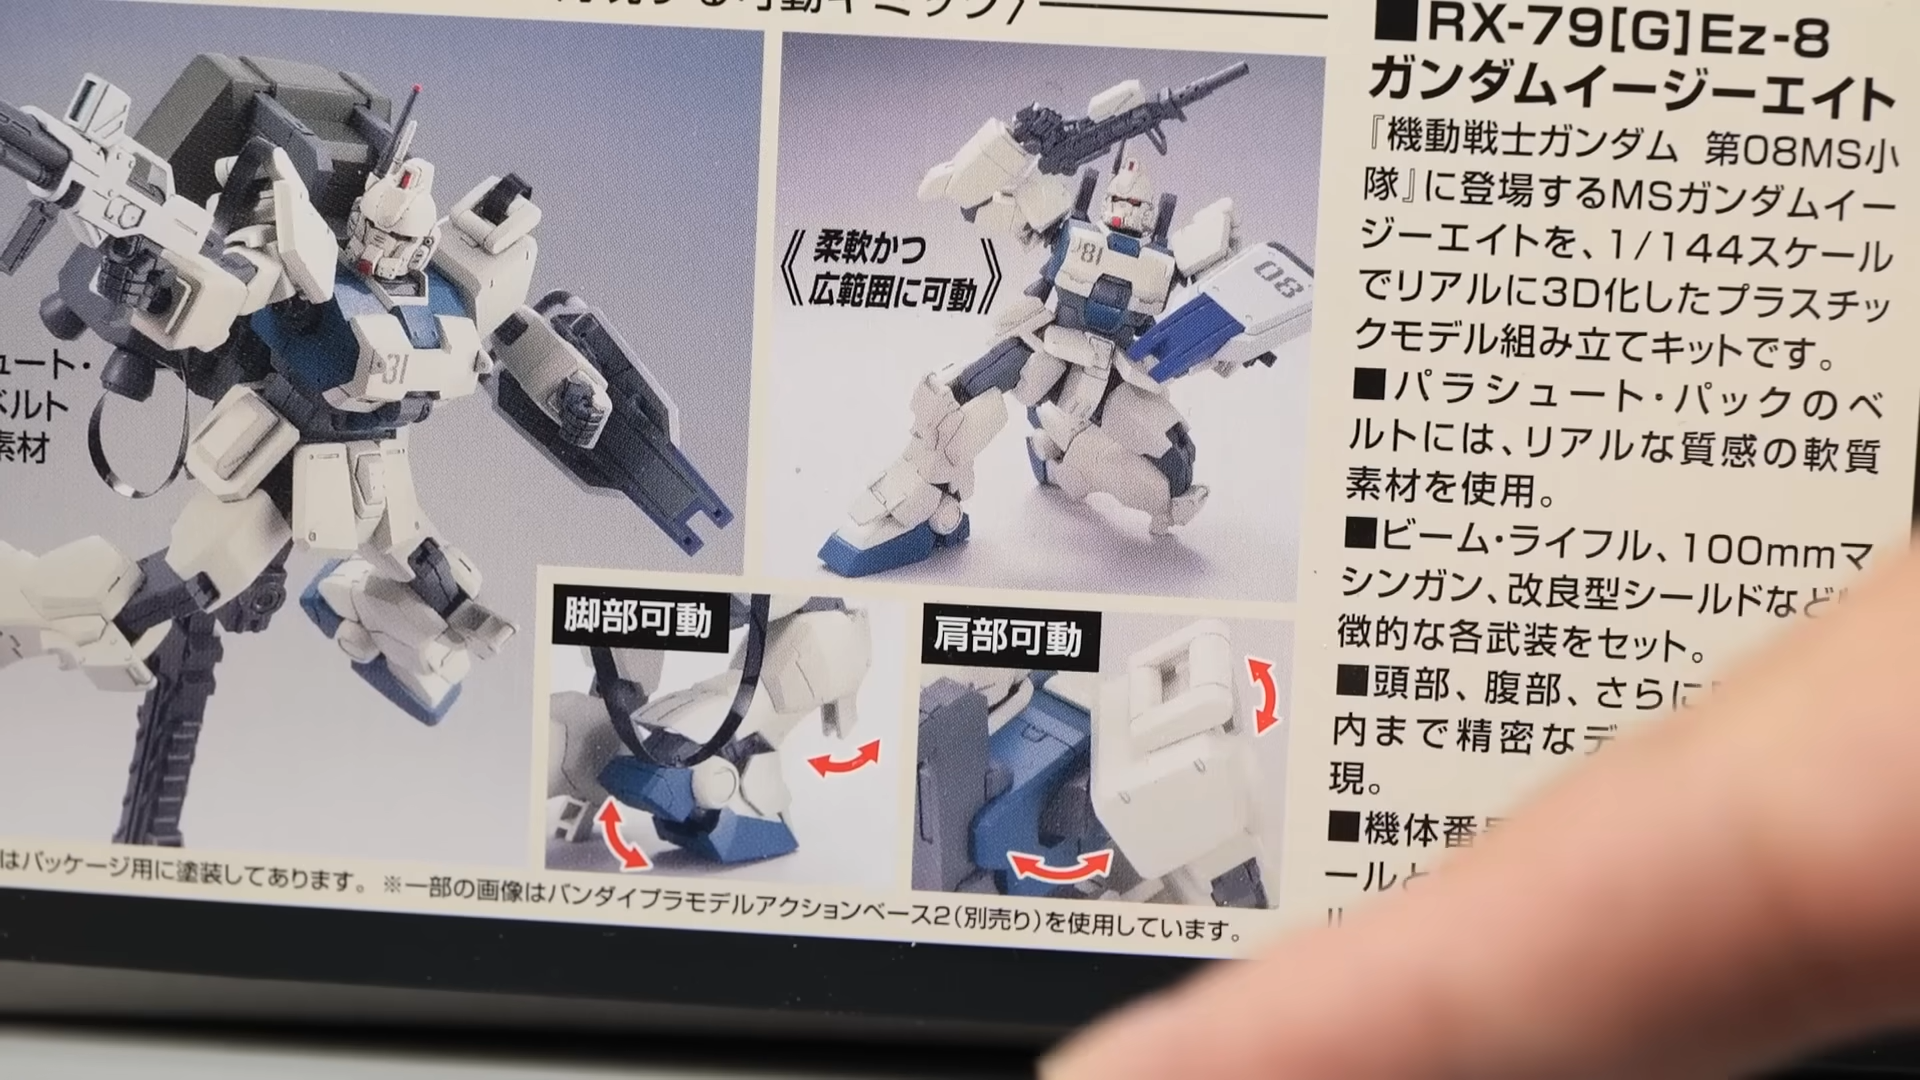 る可動ギミック
柔軟かつ
広範囲に可動
ュート・
ベルト
素材
81
J81
08
脚部可動
肩部可動
はパッケージ用に塗装してあります。 ※一部の画像はバンダイプラモデルアクションベース2(別売り)を使用しています。
■RX-79[G]Ez-8
ガンダムイージーエイト
『機動戦士ガンダム 第08MS小
隊』に登場するMSガンダムイー
ジーエイトを、1/144スケール
でリアルに3D化したプラスチッ
クモデル組み立てキットです。
■パラシュート・パックのベ
ルトには、リアルな質感の軟質
素材を使用。
■ビーム・ライフル、100mmマ
シンガン、改良型シールドなど
徴的な各武装をセット。
■頭部、腹部、さらに
内まで精密なデ
現。
■機体番
ールと